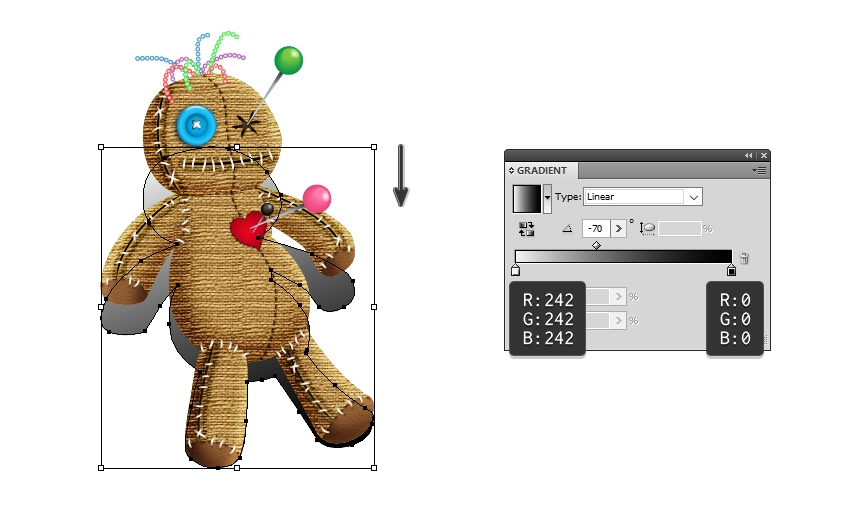 GRADIENT
Type: Linear
-70 °
%
%
%
R:242
G:242
B:242
R:0
G:0
B:0